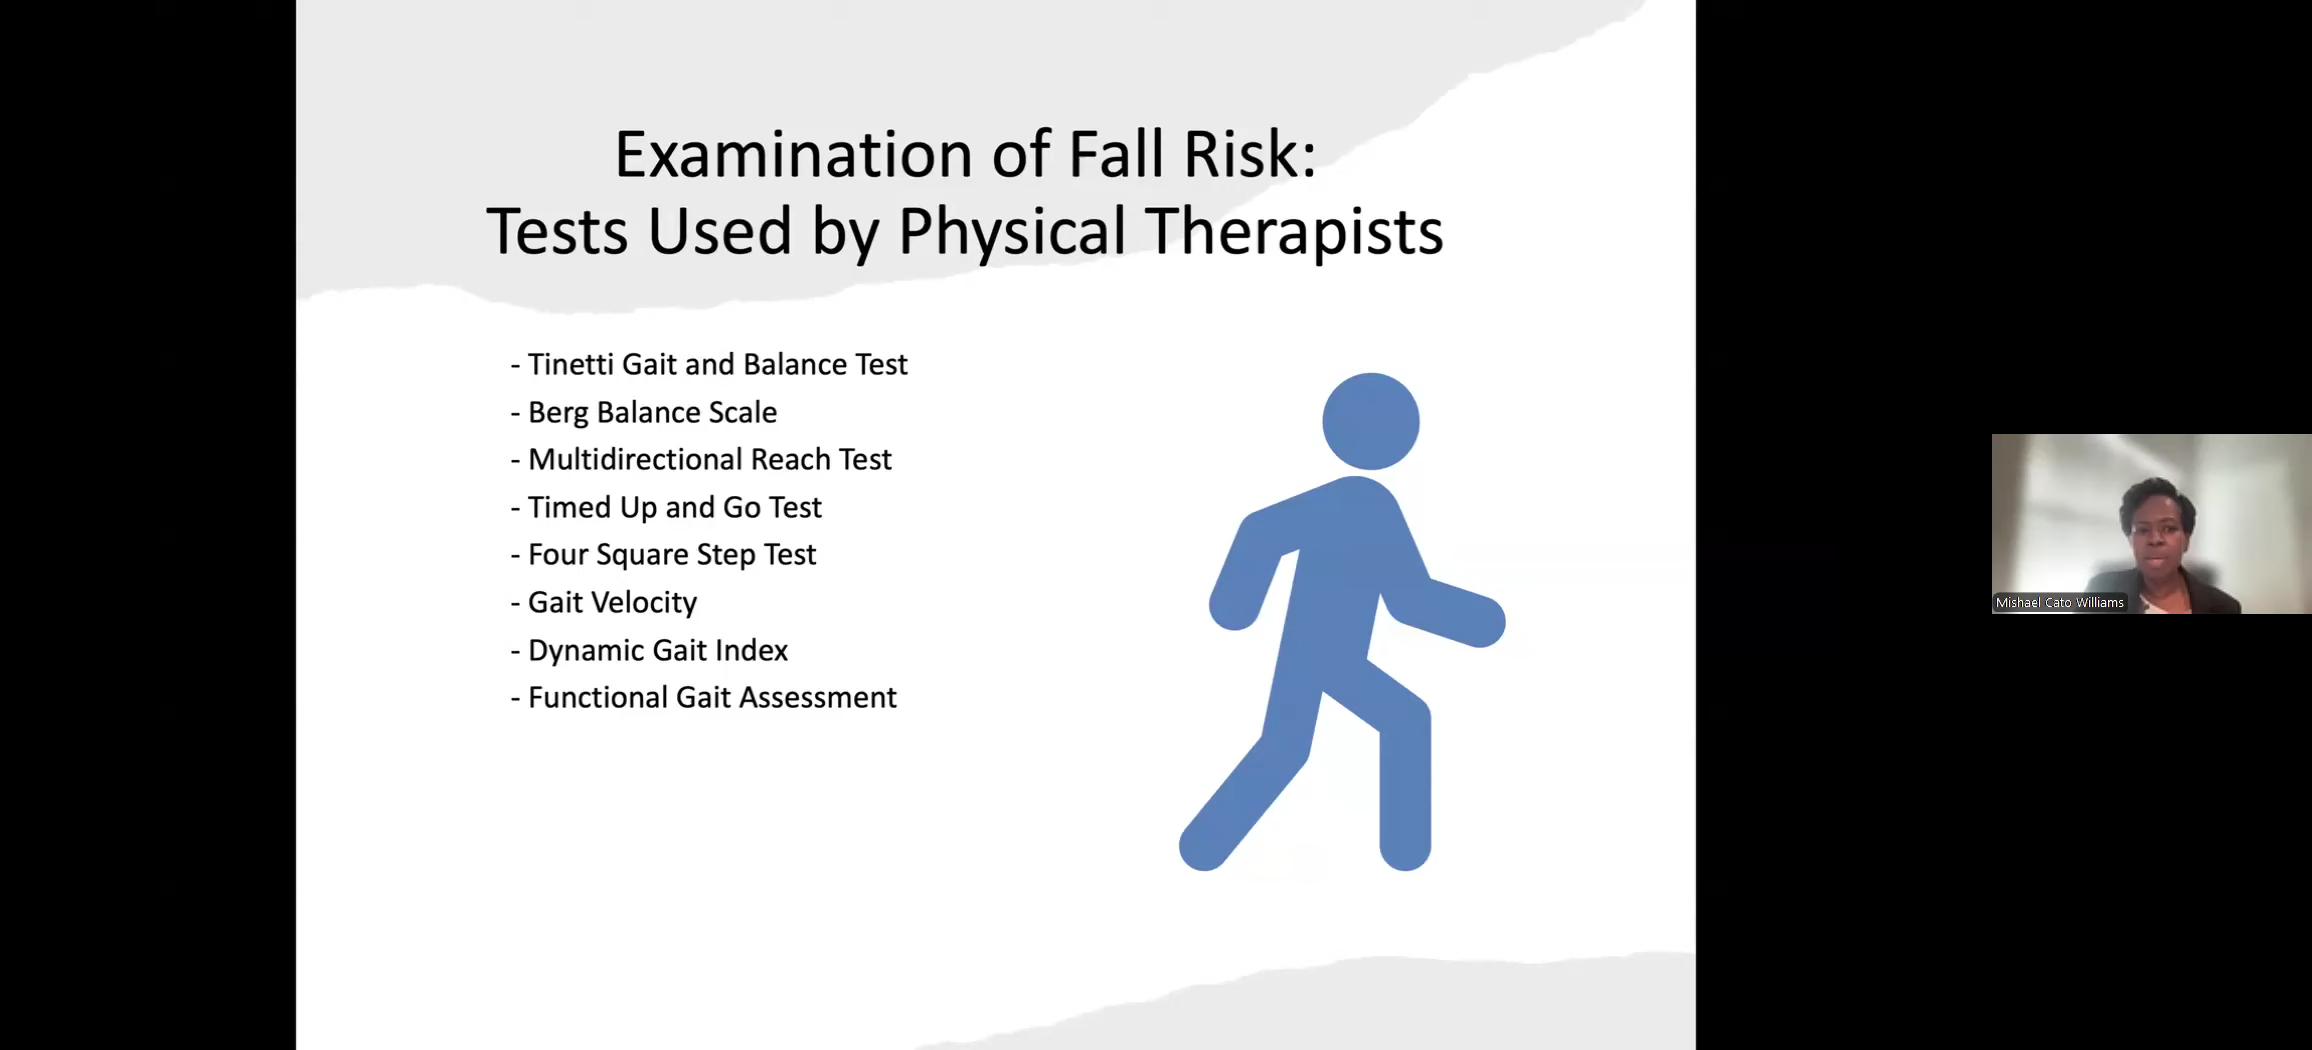 Examination of Fall Risk:
Tests Used by Physical Therapists
- Tinetti Gait and Balance Test
- Berg Balance Scale
- Multidirectional Reach Test
- Timed Up and Go Test
- Four Square Step Test
- Gait Velocity
- Dynamic Gait Index
- Functional Gait Assessment
Mishael Cato Williams